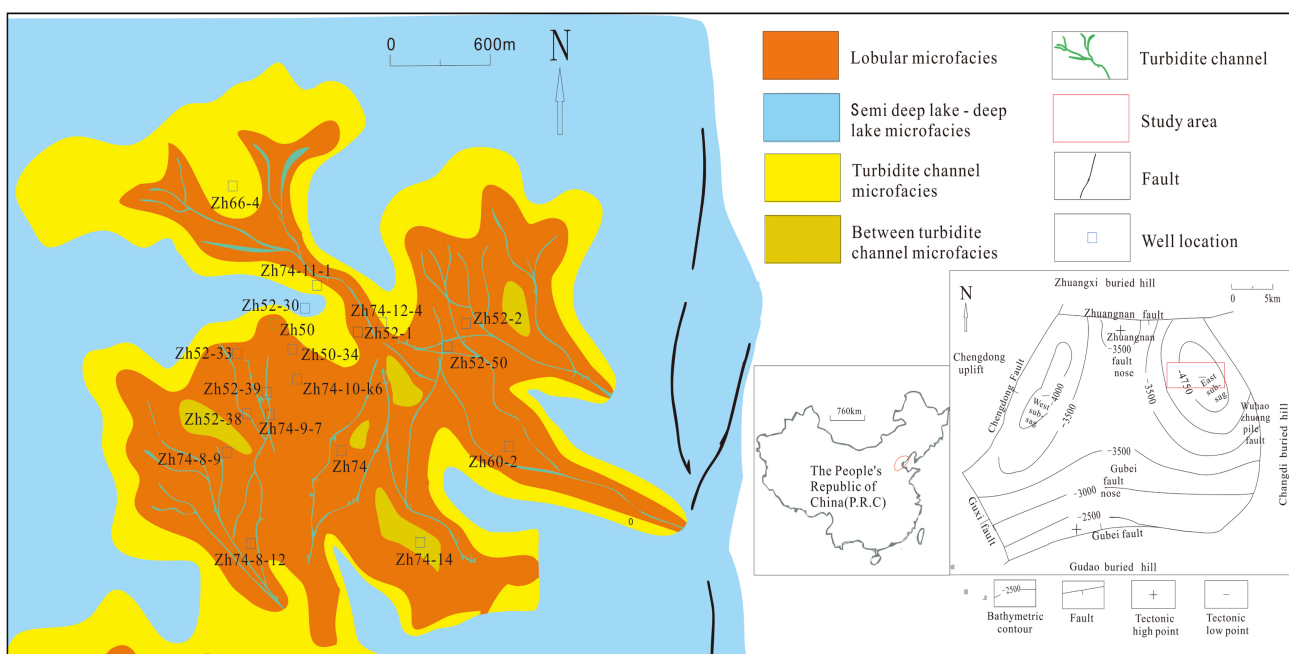 0
600m
N
Zh66-4
Zh74-11-1
Zh52-30
Zh74-12-4
Zh50
Zh52-1
Zh52-2
Zh52-33
Zh50-34
Zh52-50
Zh52-39
Zh74-10-k6
Zh52-38
Zh74-9-7
Zh74-8-9
Zh74
Zh60-2
0
Zh74-8-12
Zh74-14
Lobular microfacies
Semi deep lake - deep
lake microfacies
Turbidite channel
microfacies
Between turbidite
channel microfacies
Turbidite channel
Study area
Fault
Well location
760km
The People's
Republic of
China(P.R.C)
Zhuangxi buried hill
N
0
5km
Zhuangnan fault
Zhuangnan
-3500
fault
nose
Chengdong
uplift
Chengdong Fault
-4000
West
sub-
sag
-3500
-3500
-4750
East
sub-
sag
Wuhao
zhuang
pile
fault
Changdi buried hill
-3500
Gubei
fault
nose
-3000
-2500
Guxi fault
Gubei fault
Gudao buried hill
-2500
Bathymetric
contour
Fault
Tectonic
high point
Tectonic
low point